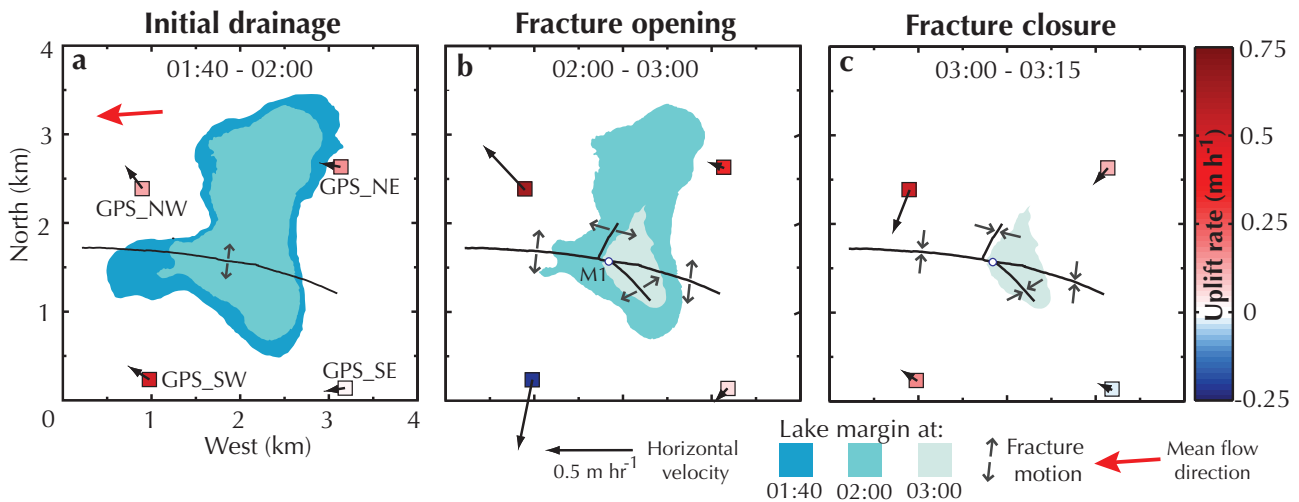 Initial drainage
Fracture opening
Fracture closure
a
01:40 - 02:00
b
02:00 - 03:00
c
03:00 - 03:15
4
3
2
1
0
North (km)
GPS_NW
GPS_NE
GPS_SW
GPS_SE
M1
1
2
3
4
West (km)
0.75
0.5
0.25
0
-0.25
Uplift rate (m h⁻¹)
0.5 m hr⁻¹
Horizontal
velocity
Lake margin at:
01:40
02:00
03:00
Fracture
motion
Mean flow
direction